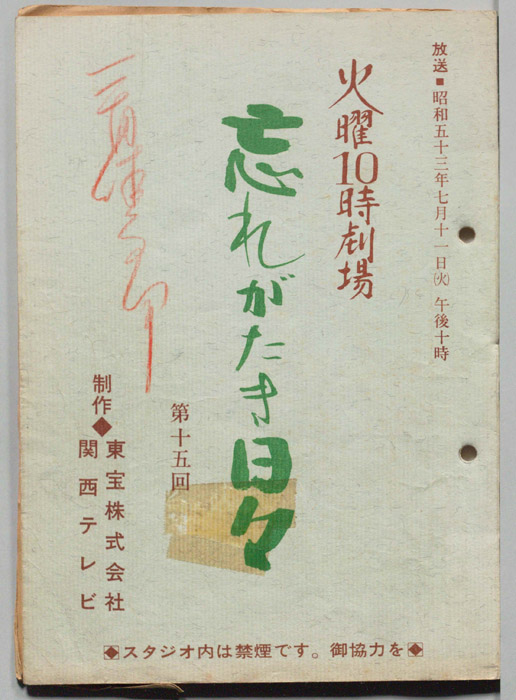 放送■昭和五十三年七月十一日㈫ 午後十時
火曜10時劇場
忘れがたき日々
第十五回
制作◆東宝株式会社
関西テレビ
◆スタジオ内は禁煙です。御協力を◆